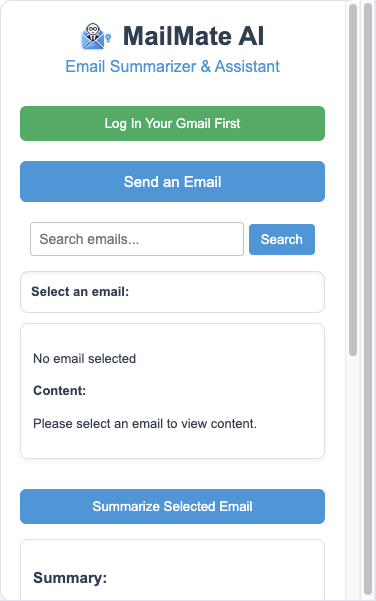 MailMate AI
Email Summarizer & Assistant
Log In Your Gmail First
Send an Email
Search emails...
Search
Select an email:
No email selected
Content:
Please select an email to view content.
Summarize Selected Email
Summary: